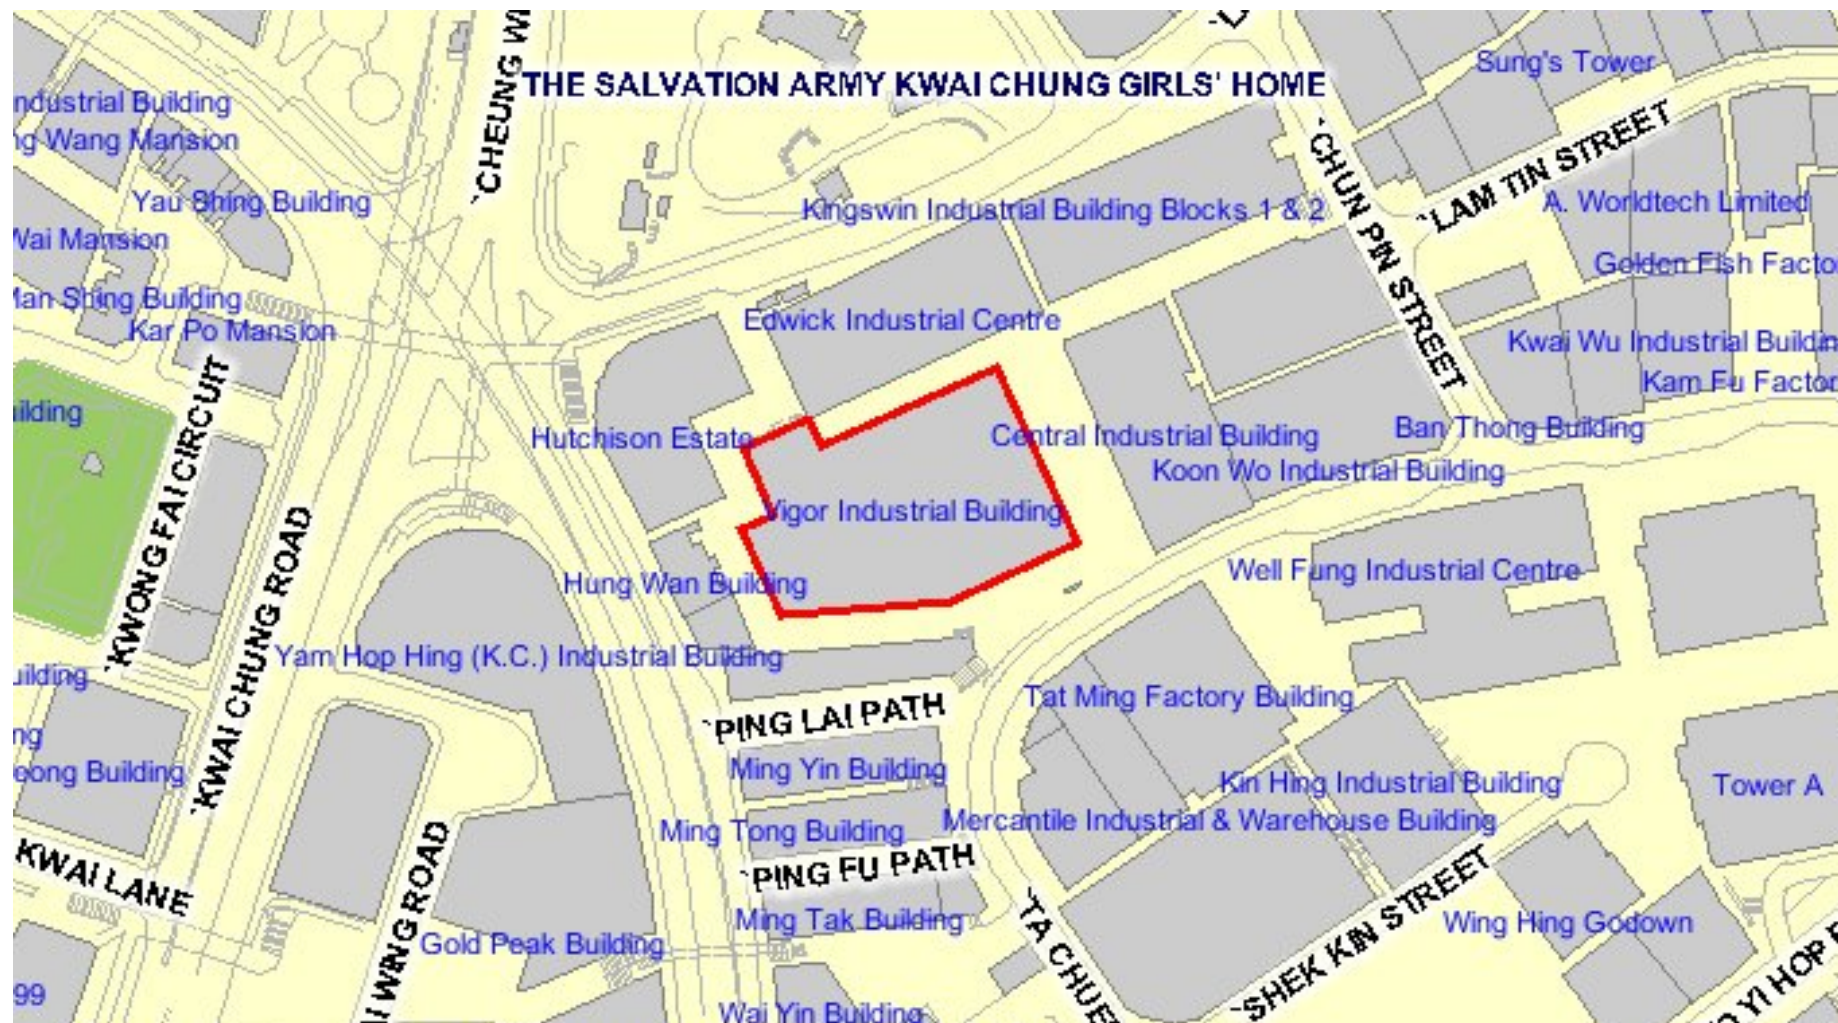 THE SALVATION ARMY KWAI CHUNG GIRLS' HOME
Sung's Tower
ndustrial Building
Wang Mansion
`CHEUNG
`CHUN PIN STREET
`LAM TIN STREET
Yau Shing Building
Kingswin Industrial Building Blocks 1 & 2
A. Worldtech Limited
Wai Mansion
Golden Fish Facto
Man Shing Building
Kar Po Mansion
Edwick Industrial Centre
Kwai Wu Industrial Buildin
Kam Fu Factor
uilding
`KWONG FAI CIRCUIT
Hutchison Estate
Central Industrial Building
Ban Thong Building
Koon Wo Industrial Building
Vigor Industrial Building
`KWAI CHUNG ROAD
Hung Wan Building
Well Fung Industrial Centre
Yam Hop Hing (K.C.) Industrial Building
uilding
Tat Ming Factory Building
`PING LAI PATH
ng
eong Building
Ming Yin Building
Kin Hing Industrial Building
Tower A
Mercantile Industrial & Warehouse Building
Ming Tong Building
`PING FU PATH
KWAI LANE
WING ROAD
Ming Tak Building
Gold Peak Building
`TA CHUE
`SHEK KIN STREET
Wing Hing Godown
YI HOP
99
Wai Yin Building